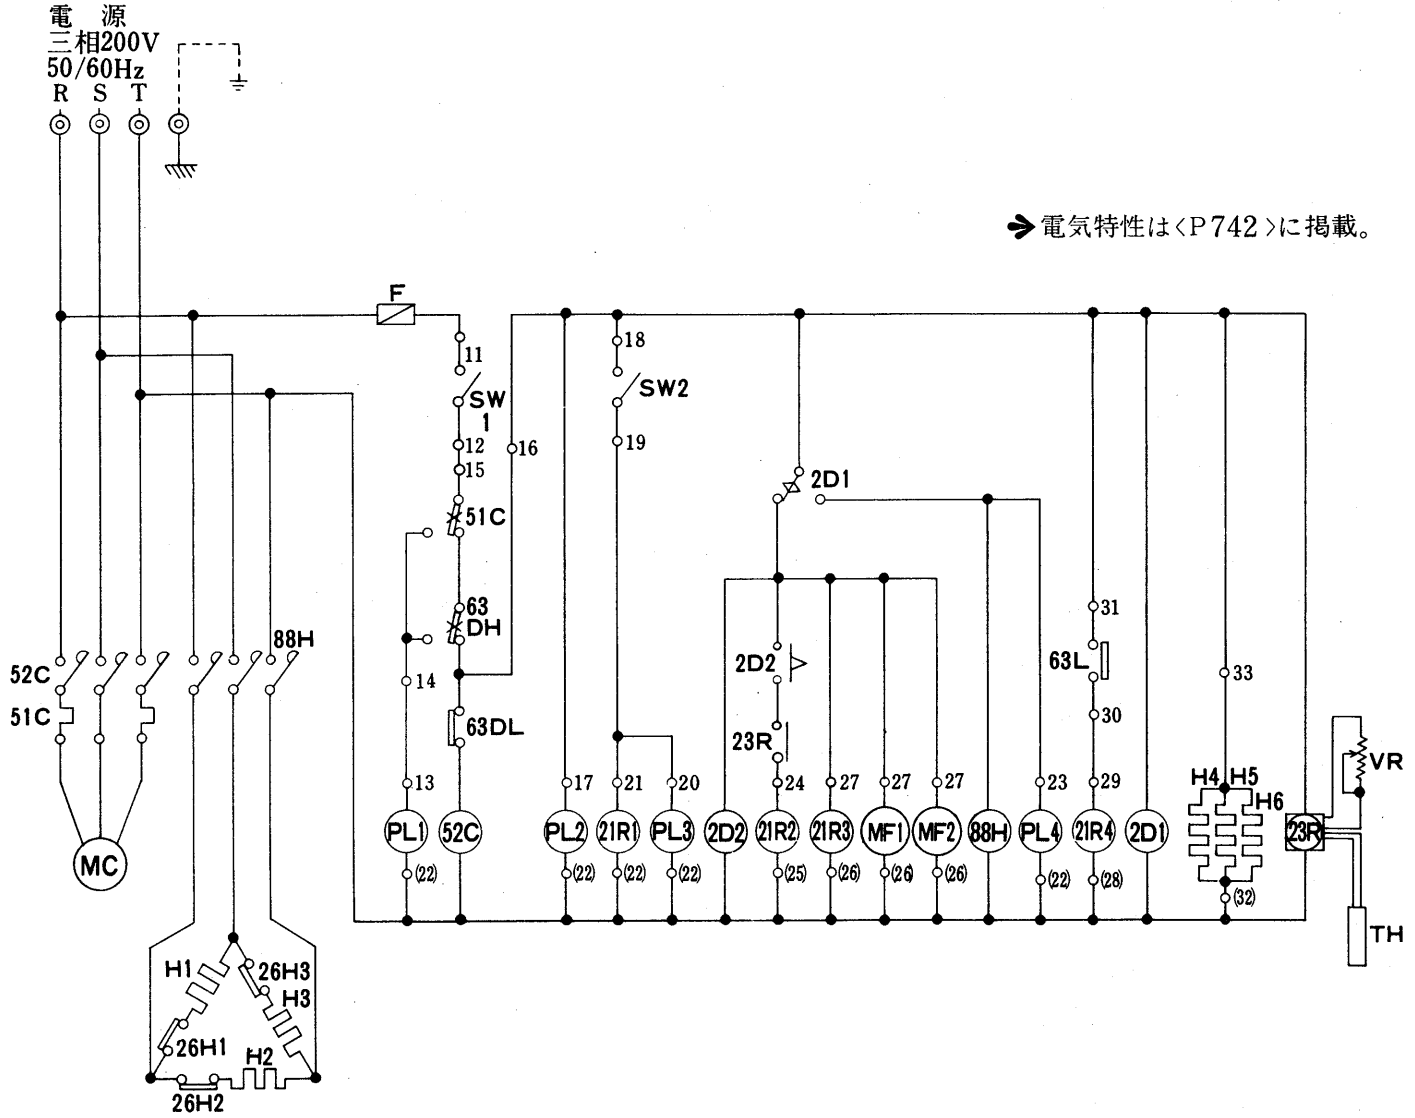 電 源
三相200V
50/60Hz
R S T
➔電気特性は<P742>に掲載。
F
11
SW
1
18
SW2
12
15
16
19
51C
2D1
63
DH
31
88H
52C
14
2D2
63L
33
51C
63DL
23R
30
VR
13
17
21
20
24
27
27
27
23
29
H4
H5
H6
PL1
52C
PL2
21R1
PL3
2D2
21R2
21R3
MF1
MF2
88H
PL4
21R4
2D1
23R
MC
(22)
(22)
(22)
(22)
(25)
(26)
(26)
(26)
(22)
(28)
(32)
TH
H1
26H3
H3
26H1
H2
26H2